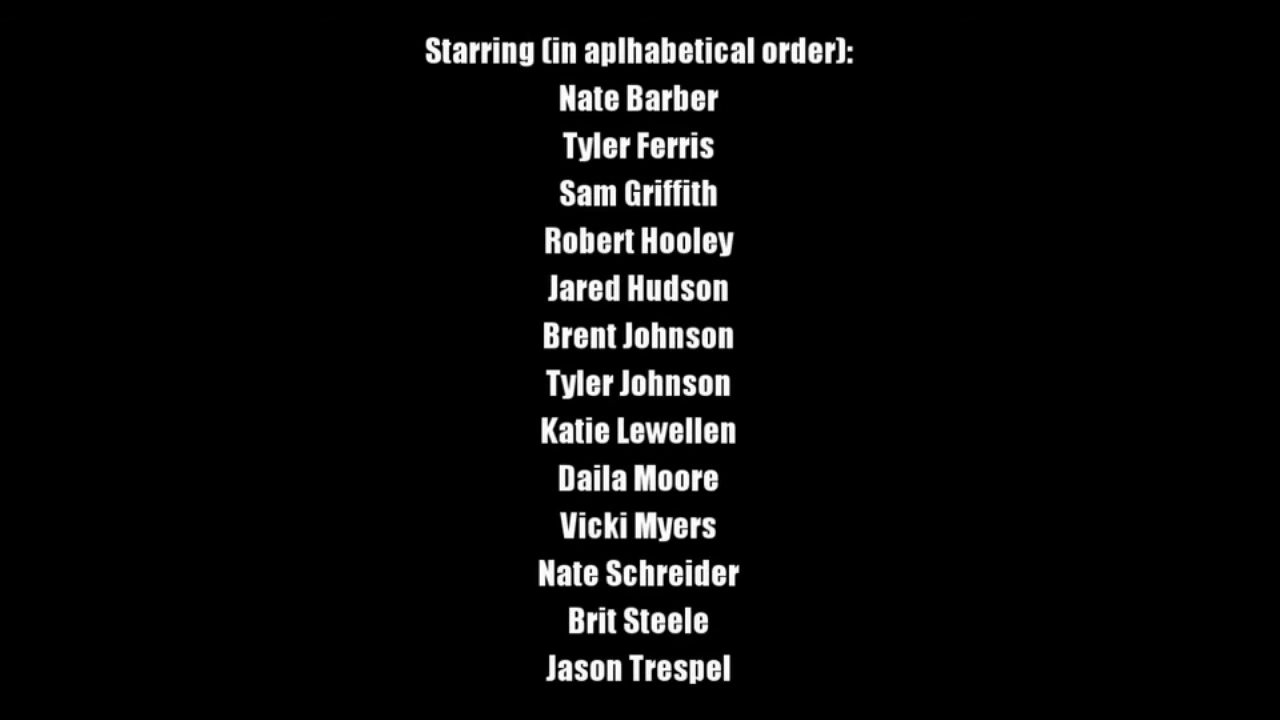 Starring (in aplhabetical order):
Nate Barber
Tyler Ferris
Sam Griffith
Robert Hooley
Jared Hudson
Brent Johnson
Tyler Johnson
Katie Lewellen
Daila Moore
Vicki Myers
Nate Schreider
Brit Steele
Jason Trespel